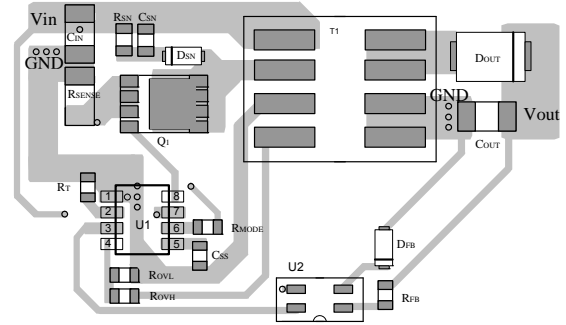 Vin
RSN
CSN
T1
CIN
DSN
DOUT
GND
RSENSE
GND
Vout
Q1
COUT
RT
1
8
2
7
U1
3
6
RMODE
4
5
CSS
DFB
ROVL
U2
ROVH
RFB